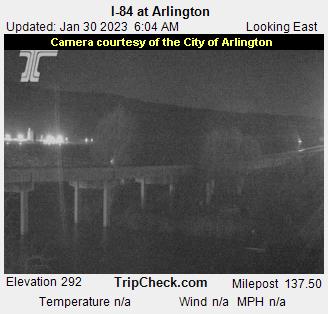 I-84 at Arlington
Updated: Jan 30 2023 6:04 AM Looking East
Camera courtesy of the City of Arlington
Elevation 292 TripCheck.com Milepost 137.50
Temperature n/a Wind n/a MPH n/a